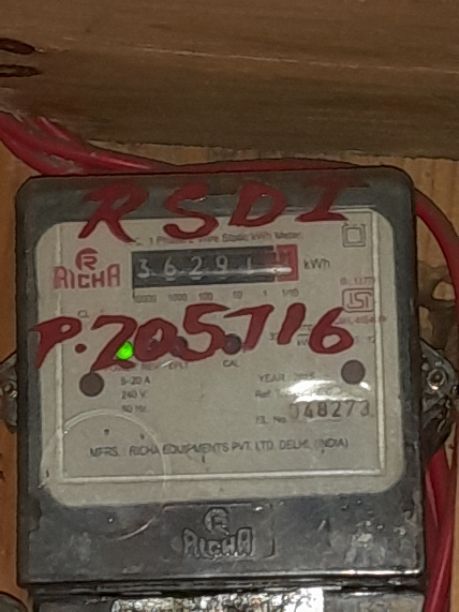 RSDI
1 Phase 2 Wire Static kWh Meter
RICHA
36291
kWh
10000 1000 100 10 1 1/10
P.205716
CAL
5-20 A
240 V
50 Hz.
YEAR
Sl. No. 048273
MFRS. RICHA EQUIPMENTS PVT. LTD. DELHI. (INDIA)
RICHA